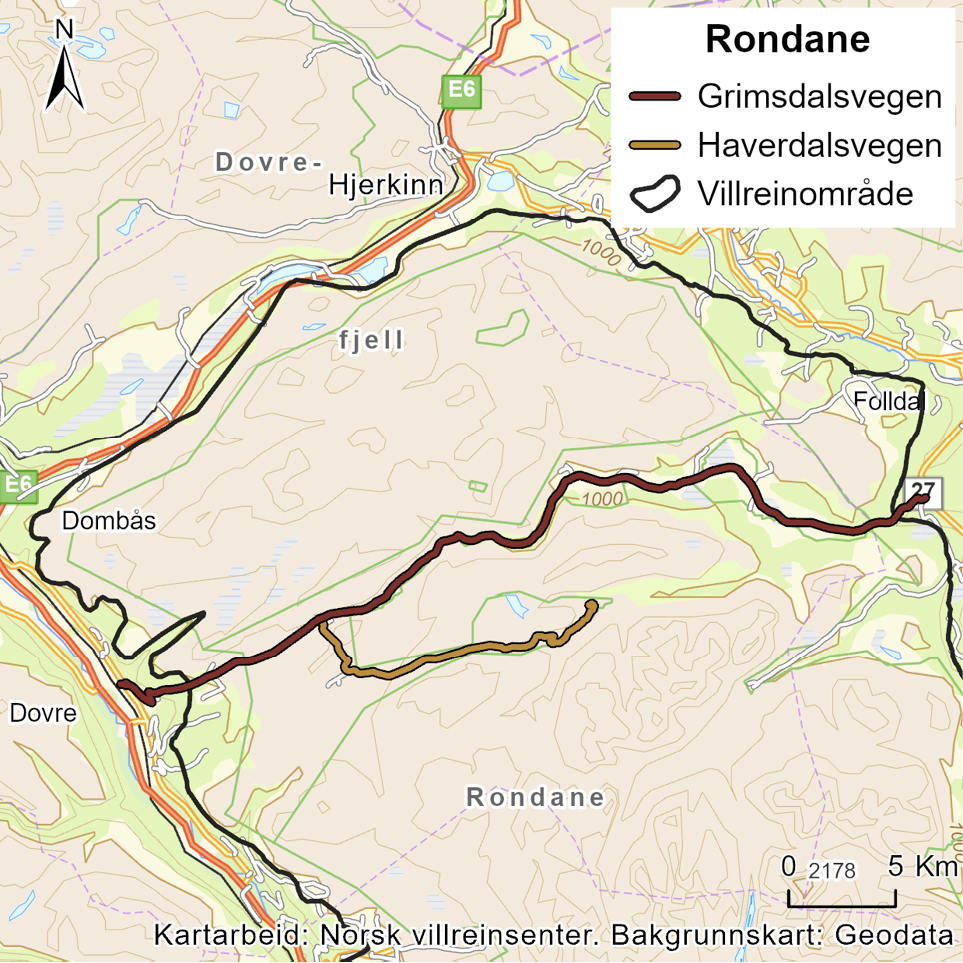 N
E6
Rondane
Grimsdalsvegen
Haverdalsvegen
Villreinområde
Dovre-
Hjerkinn
1000
fjell
Folldal
E6
1000
27
Dombås
Dovre
Rondane
0 2178 5 Km
Kartarbeid: Norsk villreinsenter. Bakgrunnskart: Geodata